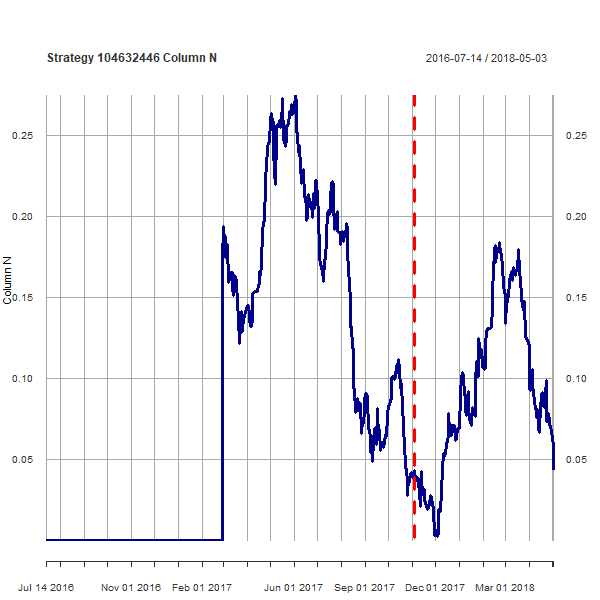 Strategy 104632446 Column N
2016-07-14 / 2018-05-03
Column N
0.25 0.25
0.20 0.20
0.15 0.15
0.10 0.10
0.05 0.05
Jul 14 2016 Nov 01 2016 Feb 01 2017 Jun 01 2017 Sep 01 2017 Dec 01 2017 Mar 01 2018